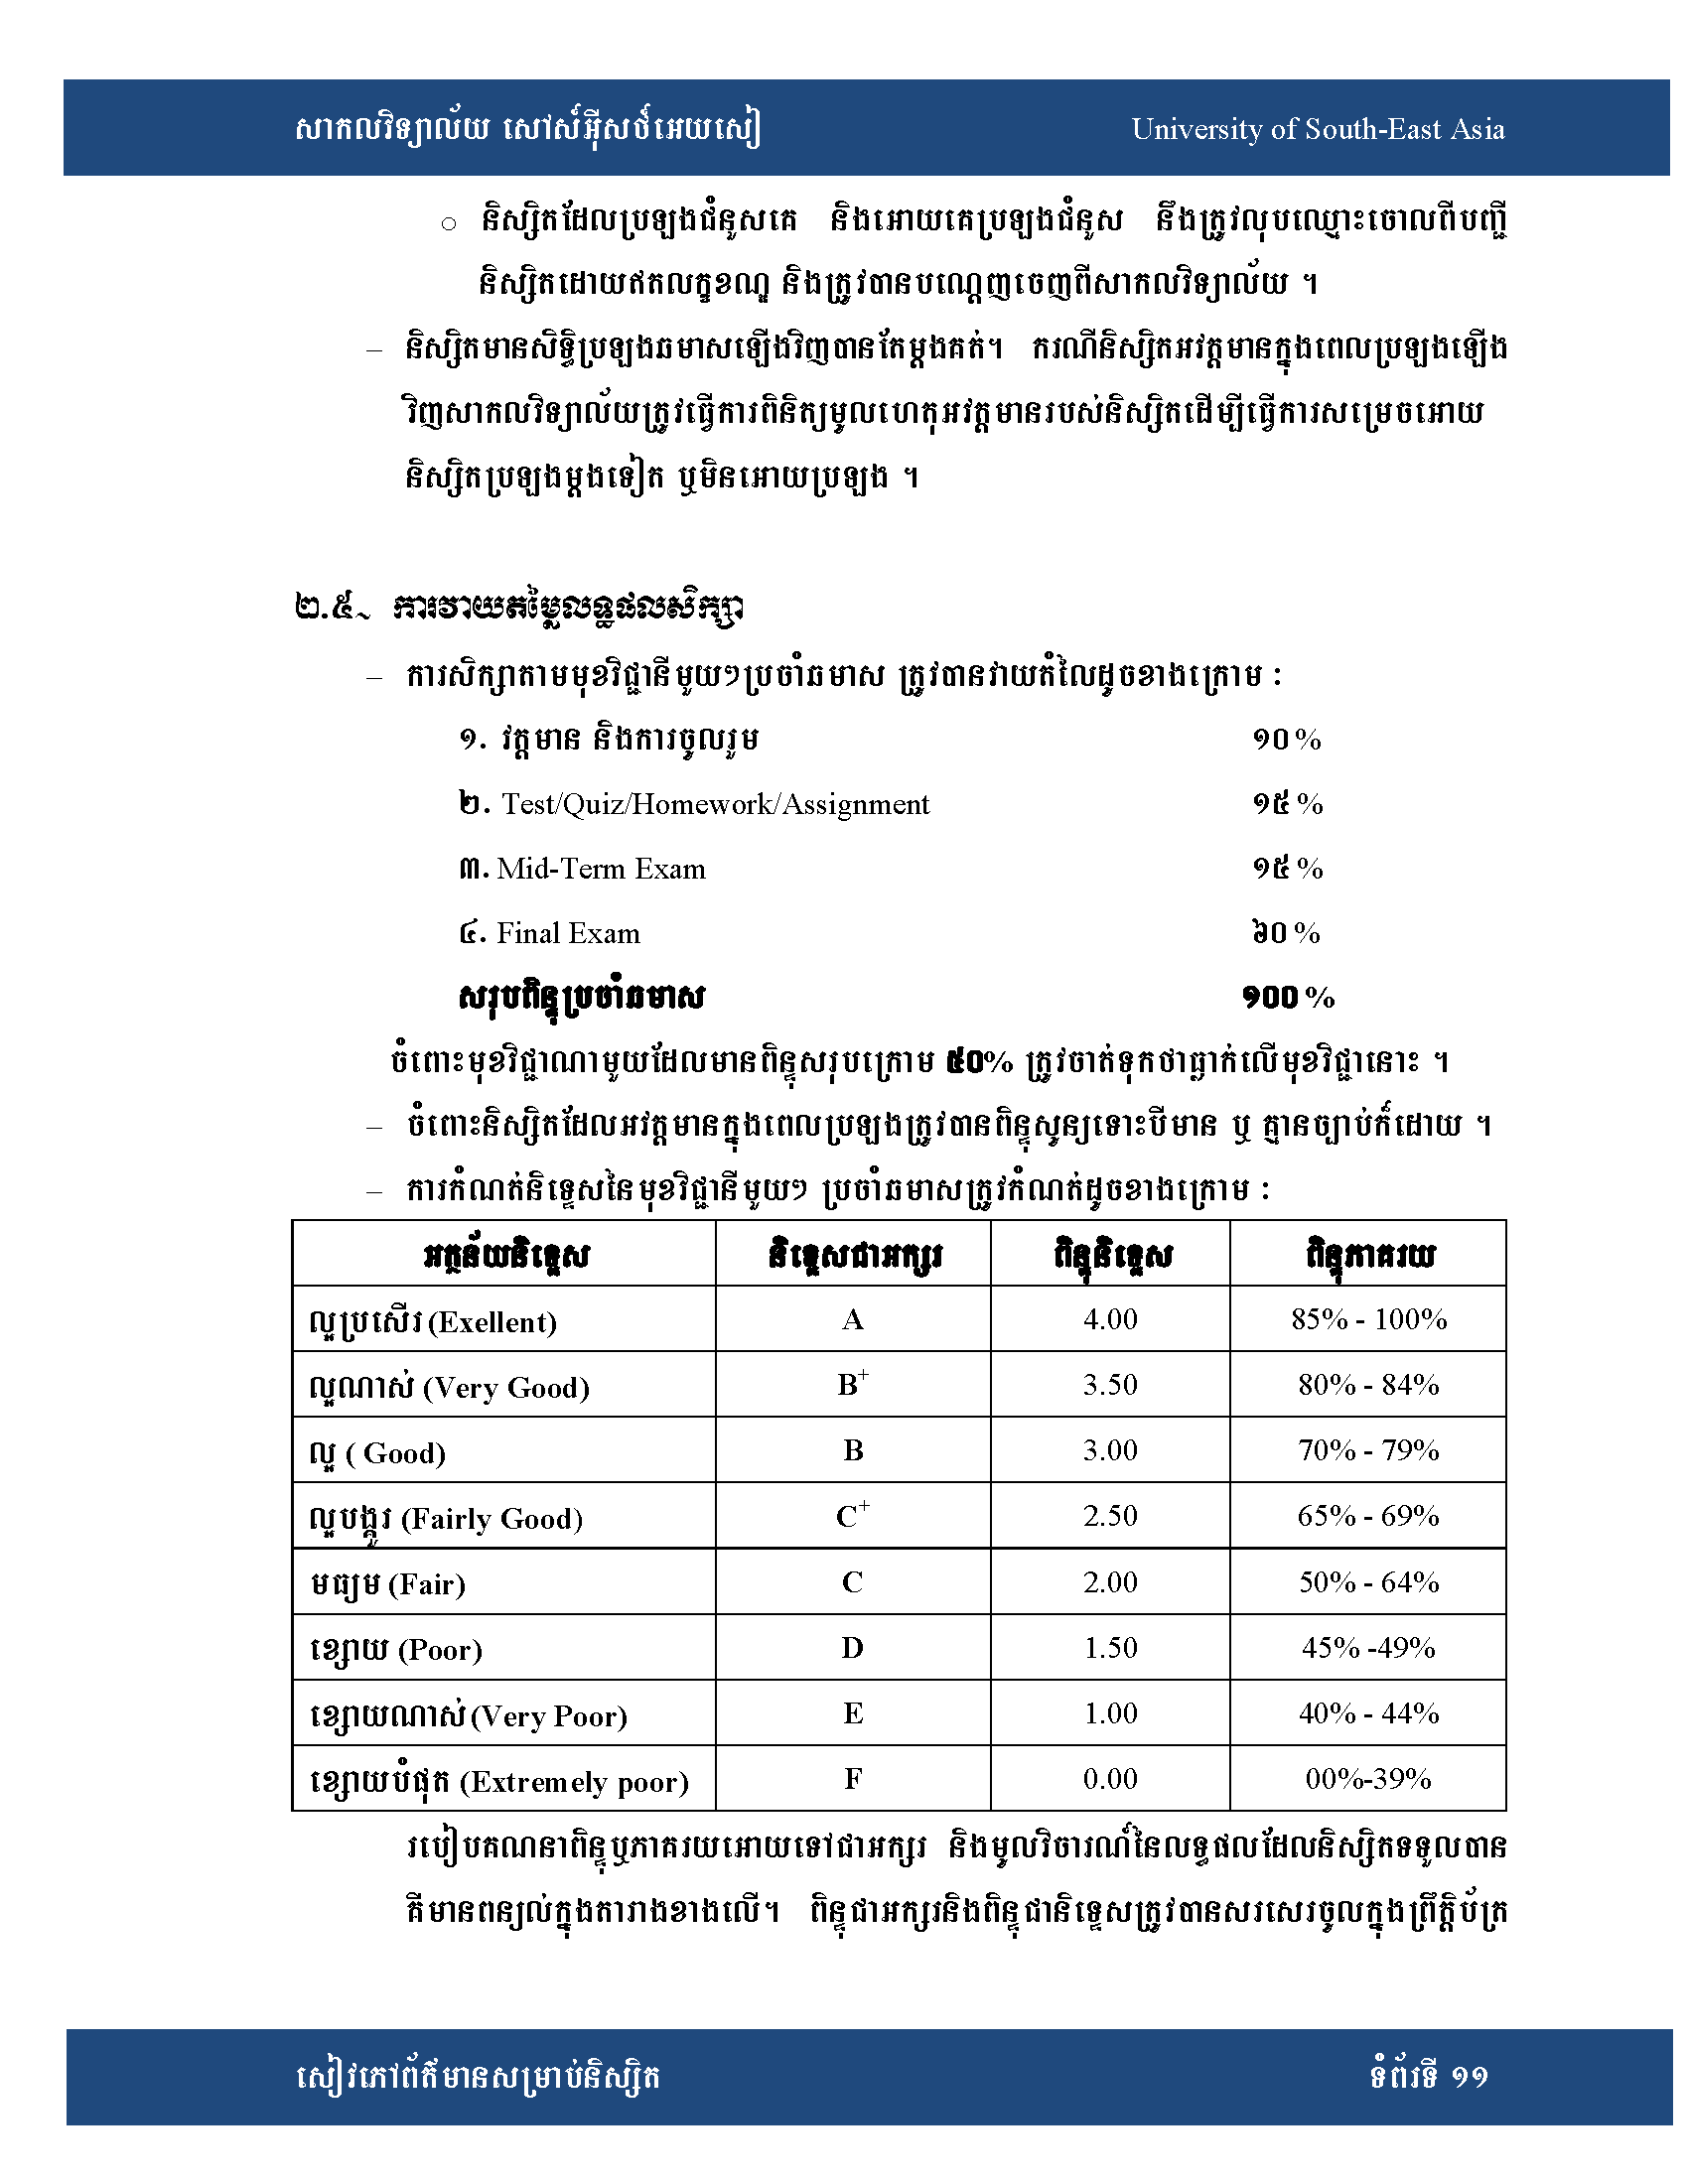 សាកលវិទ្យាល័យ សៅស៍អ៊ីសថ៍អេយសៀ University of South-East Asia
o និស្សិតដែលប្រឡងជំនួសគេ និងអោយគេប្រឡងជំនួស នឹងត្រូវលុបឈ្មោះចោលពីបញ្ជី
និស្សិតដោយឥតលក្ខខណ្ឌ និងត្រូវបានបណ្តេញចេញពីសាកលវិទ្យាល័យ ។
– និស្សិតមានសិទ្ធិប្រឡងឆមាសឡើងវិញបានតែម្តងគត់។ ករណីនិស្សិតអវត្តមានក្នុងពេលប្រឡងឡើង
វិញសាកលវិទ្យាល័យត្រូវធ្វើការពិនិត្យមូលហេតុអវត្តមានរបស់និស្សិតដើម្បីធ្វើការសម្រេចអោយ
និស្សិតប្រឡងម្តងទៀត ឬមិនអោយប្រឡង ។
២.៥~ ការវាយតម្លៃលទ្ធផលសិក្សា
– ការសិក្សាតាមមុខវិជ្ជានីមួយៗប្រចាំឆមាស ត្រូវបានវាយតំលៃដូចខាងក្រោម :
១. វត្តមាន និងការចូលរួម ១០%
២. Test/Quiz/Homework/Assignment ១៥%
៣. Mid-Term Exam ១៥%
៤. Final Exam ៦០%
សរុបពិន្ទុប្រចាំឆមាស ១០០%
ចំពោះមុខវិជ្ជាណាមួយដែលមានពិន្ទុសរុបក្រោម ៥០% ត្រូវចាត់ទុកថាធ្លាក់លើមុខវិជ្ជានោះ ។
– ចំពោះនិស្សិតដែលអវត្តមានក្នុងពេលប្រឡងត្រូវបានពិន្ទុសូន្យទោះបីមាន ឬ គ្មានច្បាប់ក៏ដោយ ។
– ការកំណត់និទ្ទេសនៃមុខវិជ្ជានីមួយៗ ប្រចាំឆមាសត្រូវកំណត់ដូចខាងក្រោម :
អត្ថន័យនិទ្ទេស និទ្ទេសជាអក្សរ ពិន្ទុនិទ្ទេស ពិន្ទុភាគរយ
ល្អប្រសើរ (Exellent) A 4.00 85% - 100%
ល្អណាស់ (Very Good) B+ 3.50 80% - 84%
ល្អ ( Good) B 3.00 70% - 79%
ល្អបង្គួរ (Fairly Good) C+ 2.50 65% - 69%
មធ្យម (Fair) C 2.00 50% - 64%
ខ្សោយ (Poor) D 1.50 45% -49%
ខ្សោយណាស់(Very Poor) E 1.00 40% - 44%
ខ្សោយបំផុត (Extremely poor) F 0.00 00%-39%
របៀបគណនាពិន្ទុឬភាគរយអោយទៅជាអក្សរ និងមូលវិចារណ៍នៃលទ្ធផលដែលនិស្សិតទទួលបាន
គឺមានពន្យល់ក្នុងតារាងខាងលើ។ ពិន្ទុជាអក្សរនិងពិន្ទុជានិទ្ទេសត្រូវបានសរសេរចូលក្នុងព្រឹត្តិប័ត្រ
សៀវភៅព័ត៌មានសម្រាប់និស្សិត ទំព័រទី ១១